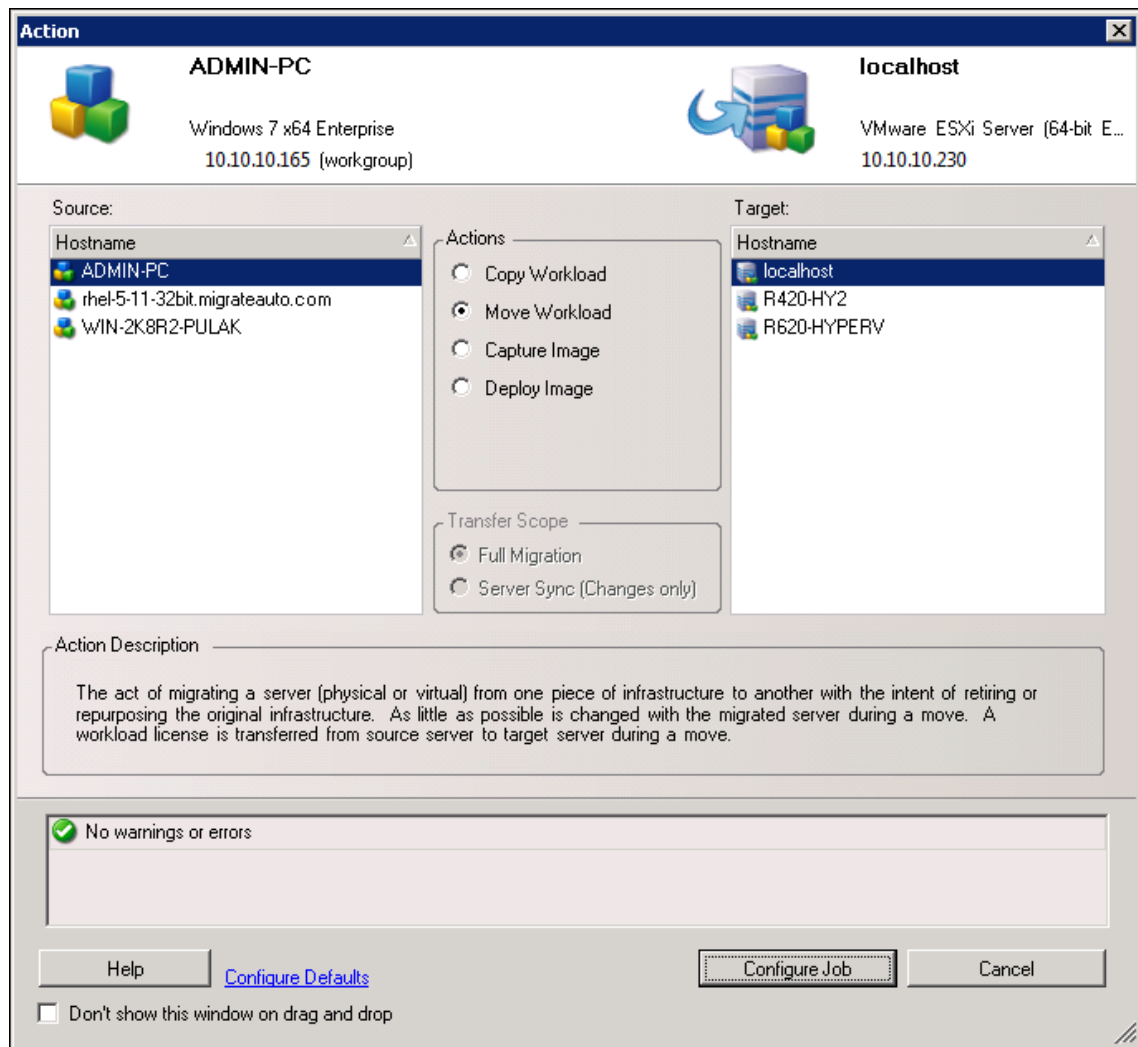 Action
ADMIN-PC
Windows 7 x64 Enterprise
10.10.10.165 (workgroup)
localhost
VMware ESXi Server (64-bit E...
10.10.10.230
Source:
Hostname
ADMIN-PC
rhel-5-11-32bit.migrateauto.com
WIN-2K8R2-PULAK
Actions
Copy Workload
Move Workload
Capture Image
Deploy Image
Transfer Scope
Full Migration
Server Sync (Changes only)
Target:
Hostname
localhost
R420-HY2
R620-HYPERV
Action Description
The act of migrating a server (physical or virtual) from one piece of infrastructure to another with the intent of retiring or
repurposing the original infrastructure. As little as possible is changed with the migrated server during a move. A
workload license is transferred from source server to target server during a move.
No warnings or errors
Help
Configure Defaults
Configure Job
Cancel
Don't show this window on drag and drop